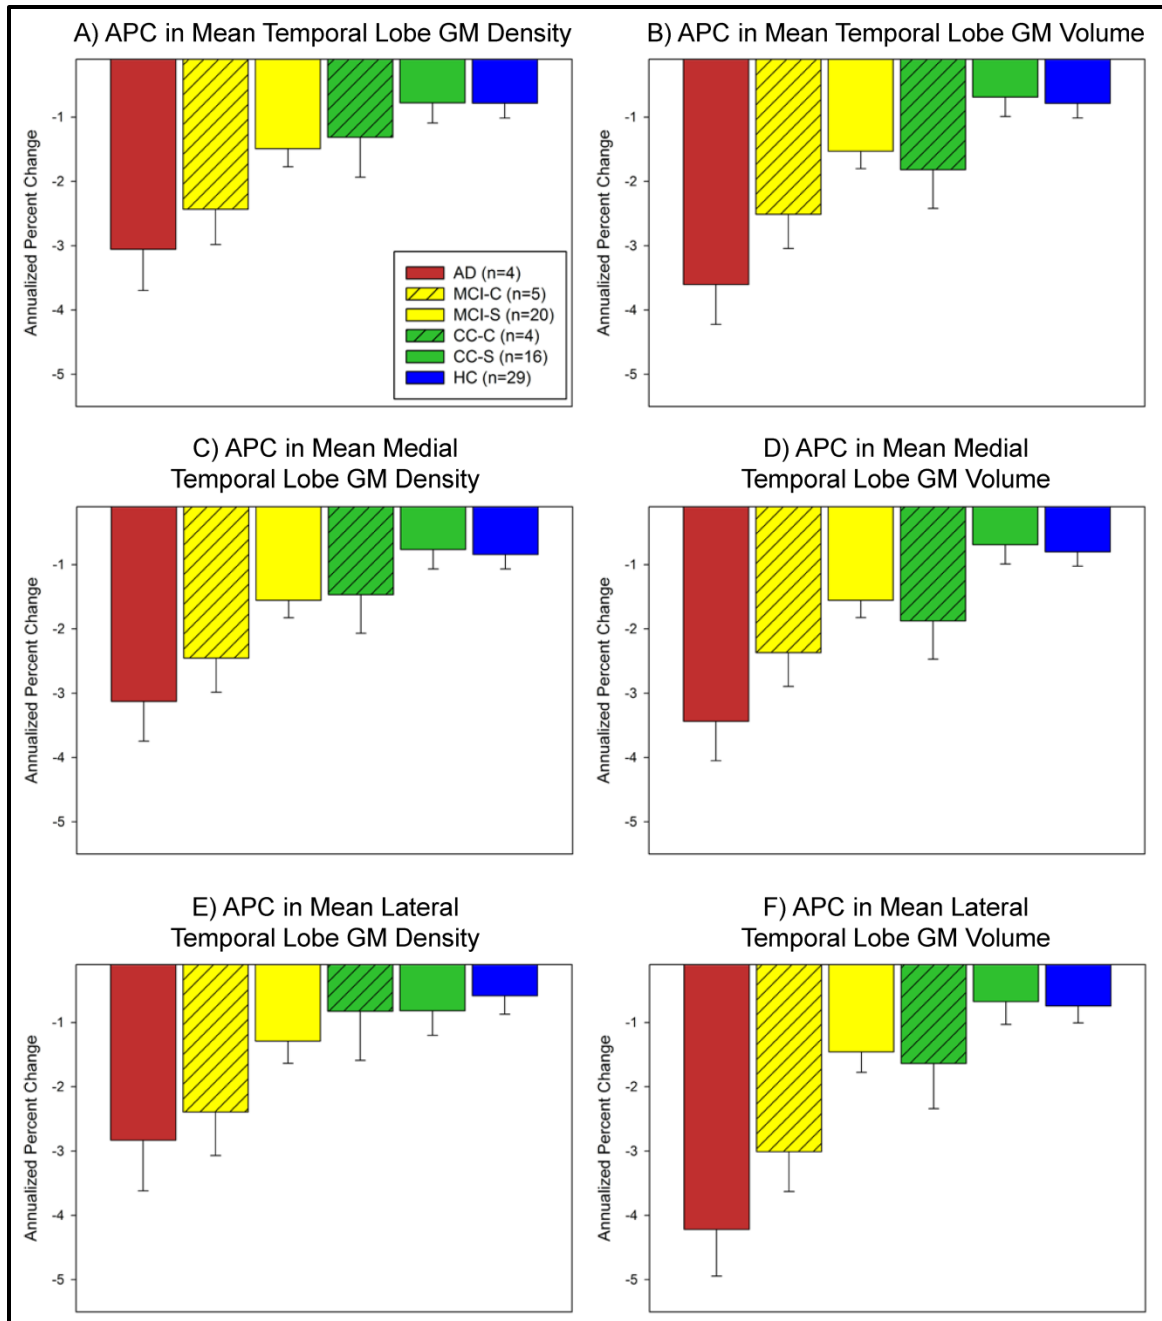 A) APC in Mean Temporal Lobe GM Density
Annualized Percent Change
-1
-2
-3
-4
-5
AD (n=4)
MCI-C (n=5)
MCI-S (n=20)
CC-C (n=4)
CC-S (n=16)
HC (n=29)
B) APC in Mean Temporal Lobe GM Volume
Annualized Percent Change
-1
-2
-3
-4
-5
C) APC in Mean Medial
Temporal Lobe GM Density
Annualized Percent Change
-1
-2
-3
-4
-5
D) APC in Mean Medial
Temporal Lobe GM Volume
Annualized Percent Change
-1
-2
-3
-4
-5
E) APC in Mean Lateral
Temporal Lobe GM Density
Annualized Percent Change
-1
-2
-3
-4
-5
F) APC in Mean Lateral
Temporal Lobe GM Volume
Annualized Percent Change
-1
-2
-3
-4
-5